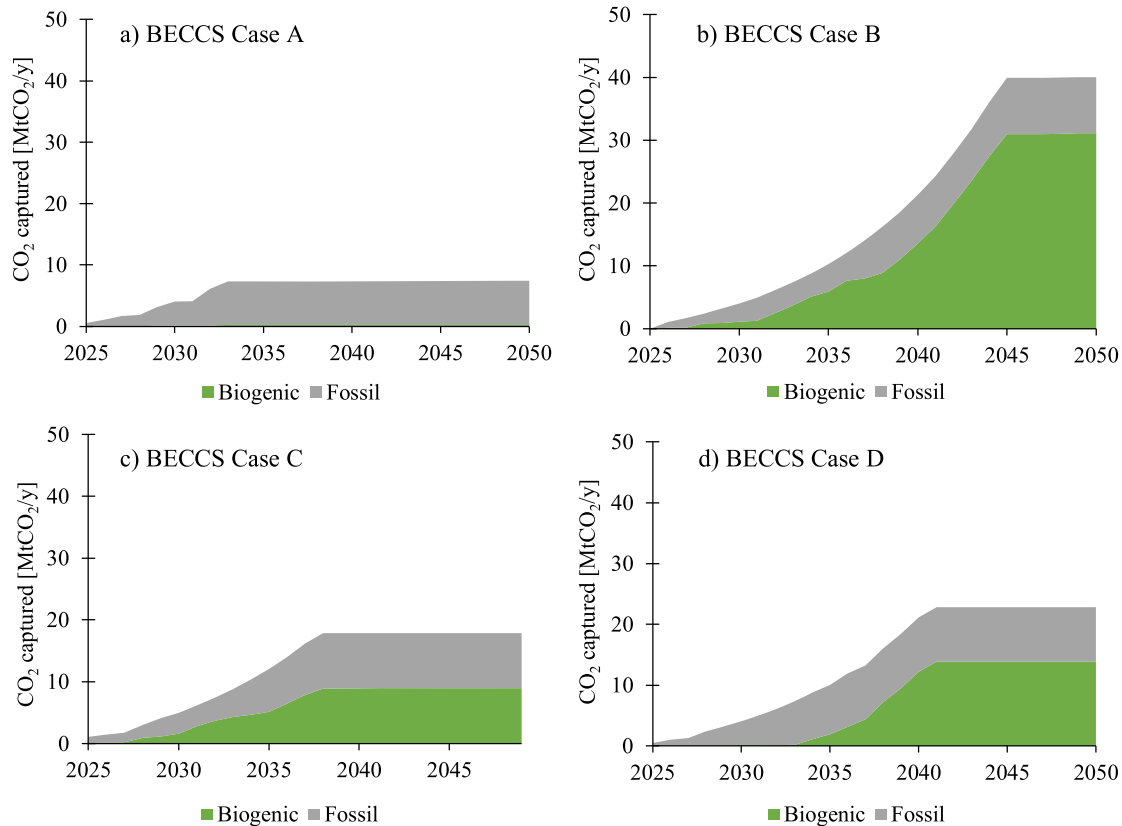 a) BECCS Case A
CO₂ captured [MtCO₂/y]
50
40
30
20
10
0
2025 2030 2035 2040 2045 2050
Biogenic Fossil
b) BECCS Case B
CO₂ captured [MtCO₂/y]
50
40
30
20
10
0
2025 2030 2035 2040 2045 2050
Biogenic Fossil
c) BECCS Case C
CO₂ captured [MtCO₂/y]
50
40
30
20
10
0
2025 2030 2035 2040 2045
Biogenic Fossil
d) BECCS Case D
CO₂ captured [MtCO₂/y]
50
40
30
20
10
0
2025 2030 2035 2040 2045 2050
Biogenic Fossil